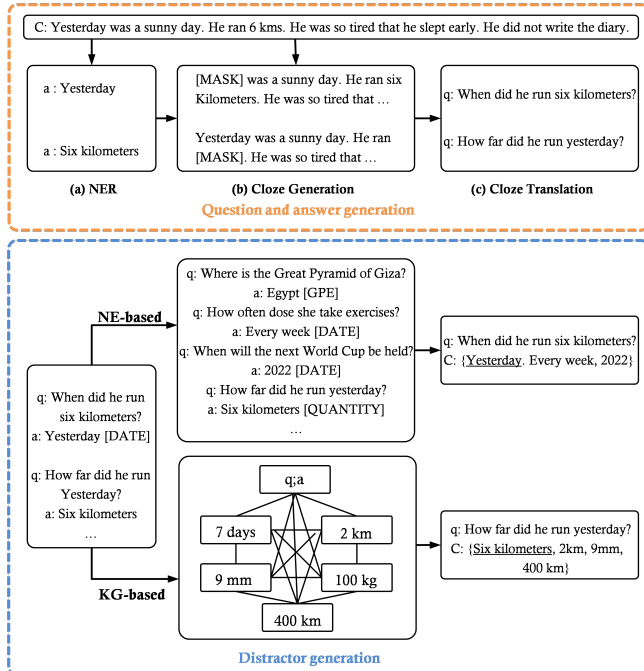 C: Yesterday was a sunny day. He ran 6 kms. He was so tired that he slept early. He did not write the diary.
a : Yesterday
a : Six kilometers
[MASK] was a sunny day. He ran six
Kilometers. He was so tired that ...
Yesterday was a sunny day. He ran
[MASK]. He was so tired that ...
q: When did he run six kilometers?
q: How far did he run yesterday?
(a) NER
(b) Cloze Generation
(c) Cloze Translation
Question and answer generation
NE-based
q: When did he run
six kilometers?
a: Yesterday [DATE]
q: How far did he run
Yesterday?
a: Six kilometers
...
KG-based
q: Where is the Great Pyramid of Giza?
a: Egypt [GPE]
q: How often dose she take exercises?
a: Every week [DATE]
q: When will the next World Cup be held?
a: 2022 [DATE]
q: How far did he run yesterday?
a: Six kilometers [QUANTITY]
...
q: When did he run six kilometers?
C: {Yesterday. Every week, 2022}
q;a
7 days
2 km
9 mm
100 kg
400 km
q: How far did he run yesterday?
C: {Six kilometers, 2km, 9mm,
400 km}
Distractor generation